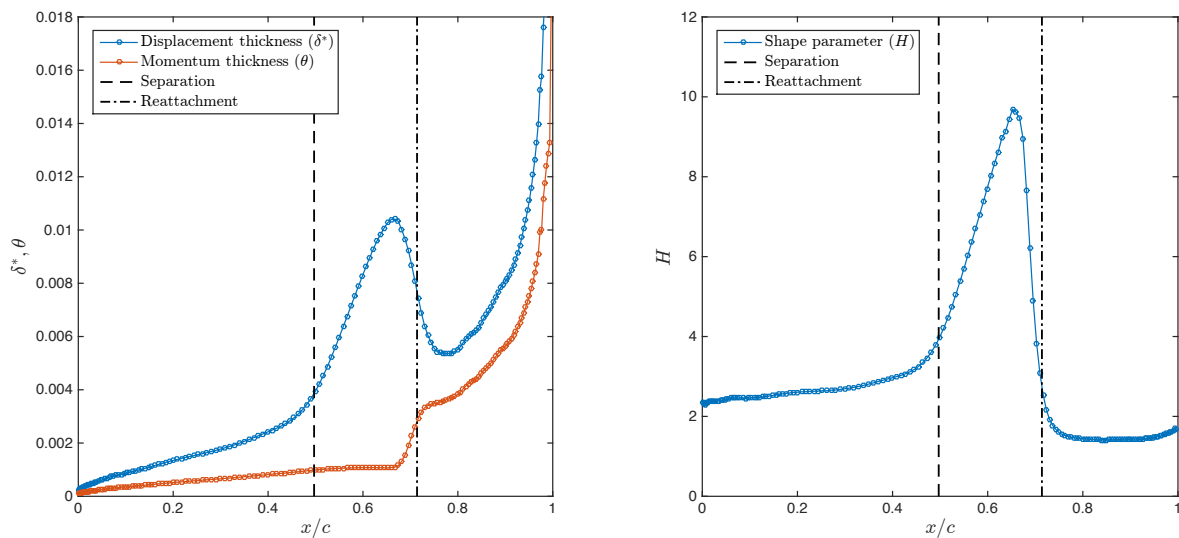 0.018
0.016
0.014
0.012
0.01
0.008
0.006
0.004
0.002
0
δ*, θ
Displacement thickness (δ*)
Momentum thickness (θ)
Separation
Reattachment
0 0.2 0.4 0.6 0.8 1
x/c
12
10
8
6
4
2
0
H
Shape parameter (H)
Separation
Reattachment
0 0.2 0.4 0.6 0.8 1
x/c